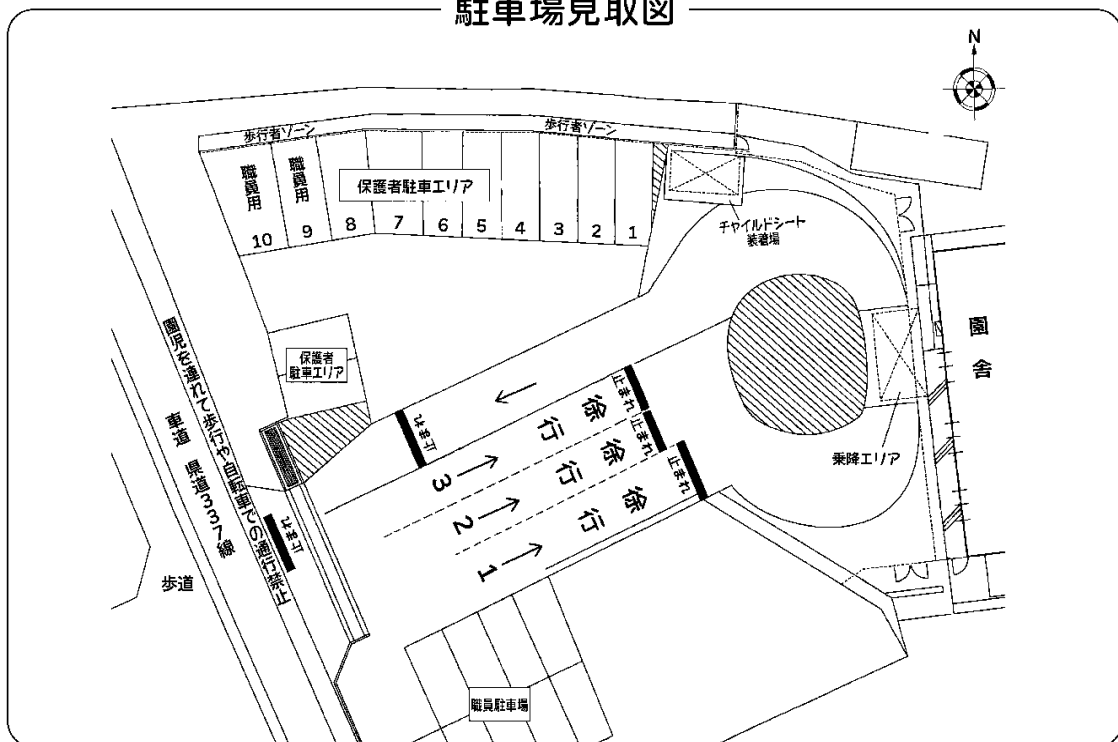 駐車場見取図
N
歩行者ゾーン
歩行者ゾーン
職員用
職員用
保護者駐車エリア
10
9
8
7
6
5
4
3
2
1
チャイルドシート
装着場
園舎
保護者
駐車エリア
止まれ
止まれ
止まれ
止まれ
徐行
徐行
徐行
3
2
1
乗降エリア
園児を連れて歩行や自転車での通行禁止
車道 県道337線
止まれ
歩道
職員駐車場